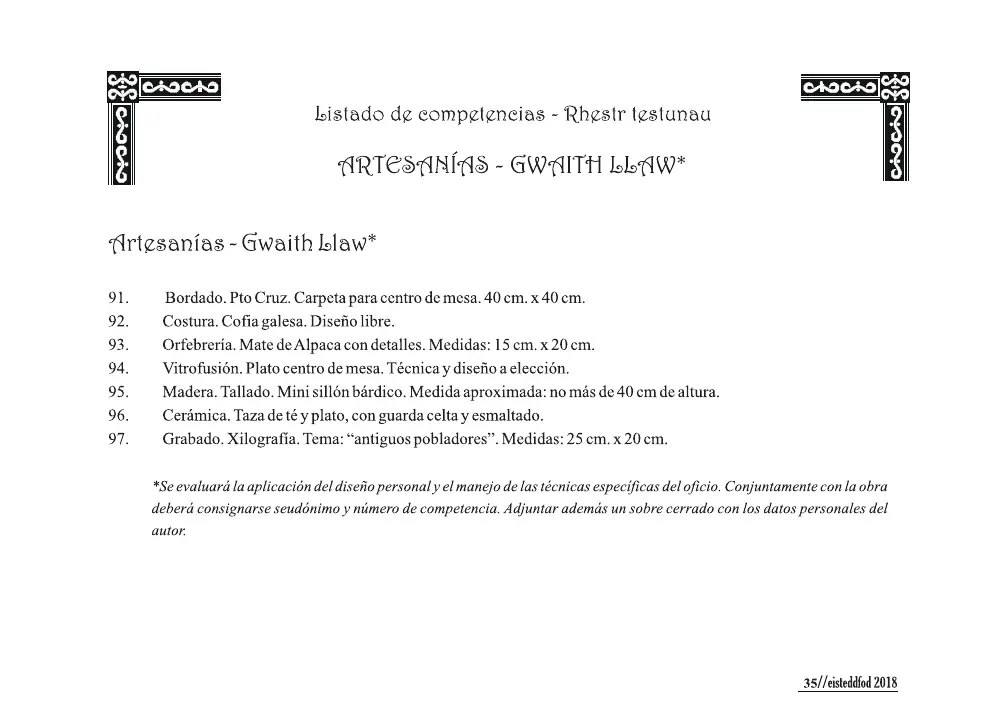 Listado de competencias - Rhestr testunau
ARTESANÍAS - GWAITH LLAW*
Artesanías - Gwaith Llaw*
91. Bordado. Pto Cruz. Carpeta para centro de mesa. 40 cm. x 40 cm.
92. Costura. Cofia galesa. Diseño libre.
93. Orfebrería. Mate de Alpaca con detalles. Medidas: 15 cm. x 20 cm.
94. Vitrofusión. Plato centro de mesa. Técnica y diseño a elección.
95. Madera. Tallado. Mini sillón bárdico. Medida aproximada: no más de 40 cm de altura.
96. Cerámica. Taza de té y plato, con guarda celta y esmaltado.
97. Grabado. Xilografía. Tema: “antiguos pobladores”. Medidas: 25 cm. x 20 cm.
*Se evaluará la aplicación del diseño personal y el manejo de las técnicas específicas del oficio. Conjuntamente con la obra
deberá consignarse seudónimo y número de competencia. Adjuntar además un sobre cerrado con los datos personales del
autor.
35//eisteddfod 2018